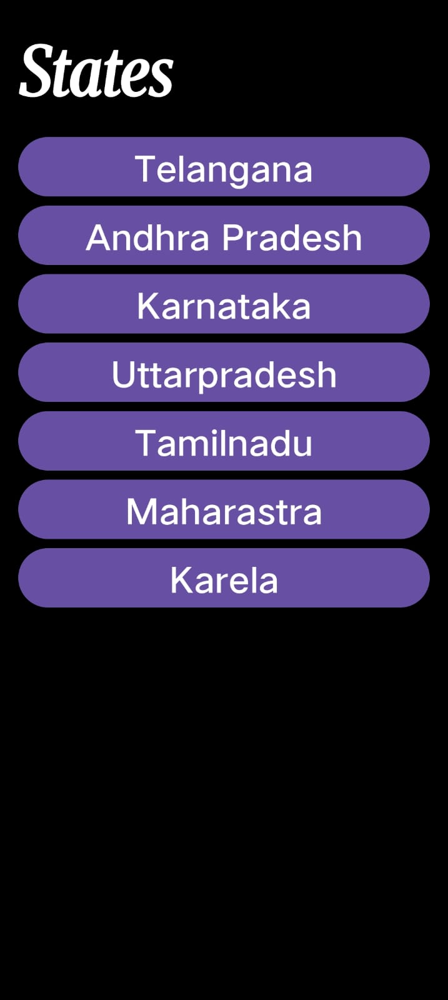 States
Telangana
Andhra Pradesh
Karnataka
Uttarpradesh
Tamilnadu
Maharastra
Karela